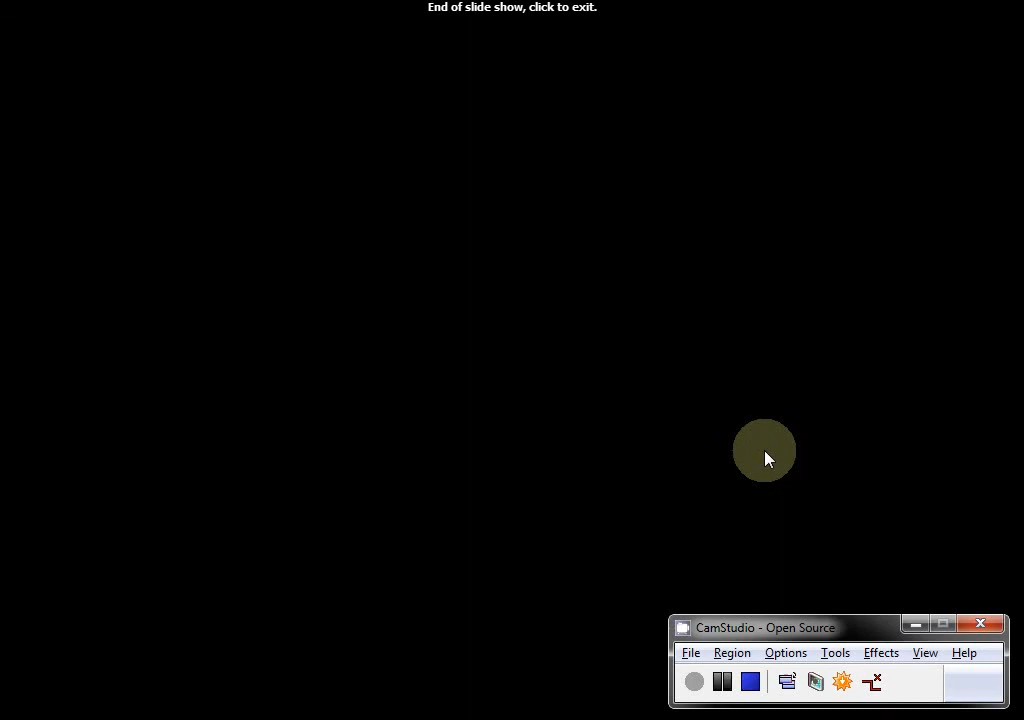 End of slide show, click to exit.
CamStudio - Open Source
File Region Options Tools Effects View Help